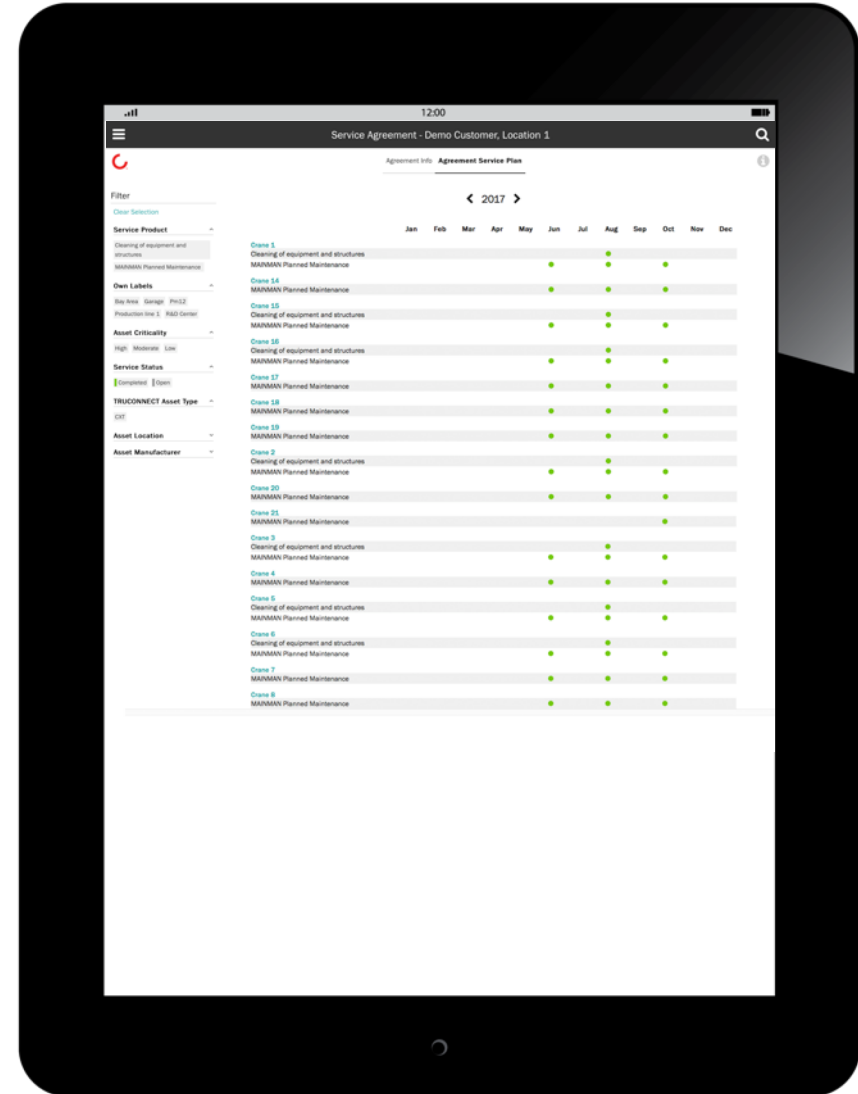 12:00
Service Agreement - Demo Customer, Location 1
Agreement Info Agreement Service Plan
Filter
Clear Selection
Service Product
Cleaning of equipment and
structures
MAINMAN Planned Maintenance
Own Labels
Bay Area Garage Pm12
Production line 1 R&D Center
Asset Criticality
High Moderate Low
Service Status
Completed Open
TRUCONNECT Asset Type
CXT
Asset Location
Asset Manufacturer
2017
Jan Feb Mar Apr May Jun Jul Aug Sep Oct Nov Dec
Crane 1
Cleaning of equipment and structures
MAINMAN Planned Maintenance
Crane 14
MAINMAN Planned Maintenance
Crane 15
Cleaning of equipment and structures
MAINMAN Planned Maintenance
Crane 16
Cleaning of equipment and structures
MAINMAN Planned Maintenance
Crane 17
MAINMAN Planned Maintenance
Crane 18
MAINMAN Planned Maintenance
Crane 19
MAINMAN Planned Maintenance
Crane 2
Cleaning of equipment and structures
MAINMAN Planned Maintenance
Crane 20
MAINMAN Planned Maintenance
Crane 21
MAINMAN Planned Maintenance
Crane 3
Cleaning of equipment and structures
MAINMAN Planned Maintenance
Crane 4
MAINMAN Planned Maintenance
Crane 5
Cleaning of equipment and structures
MAINMAN Planned Maintenance
Crane 6
Cleaning of equipment and structures
MAINMAN Planned Maintenance
Crane 7
MAINMAN Planned Maintenance
Crane 8
MAINMAN Planned Maintenance